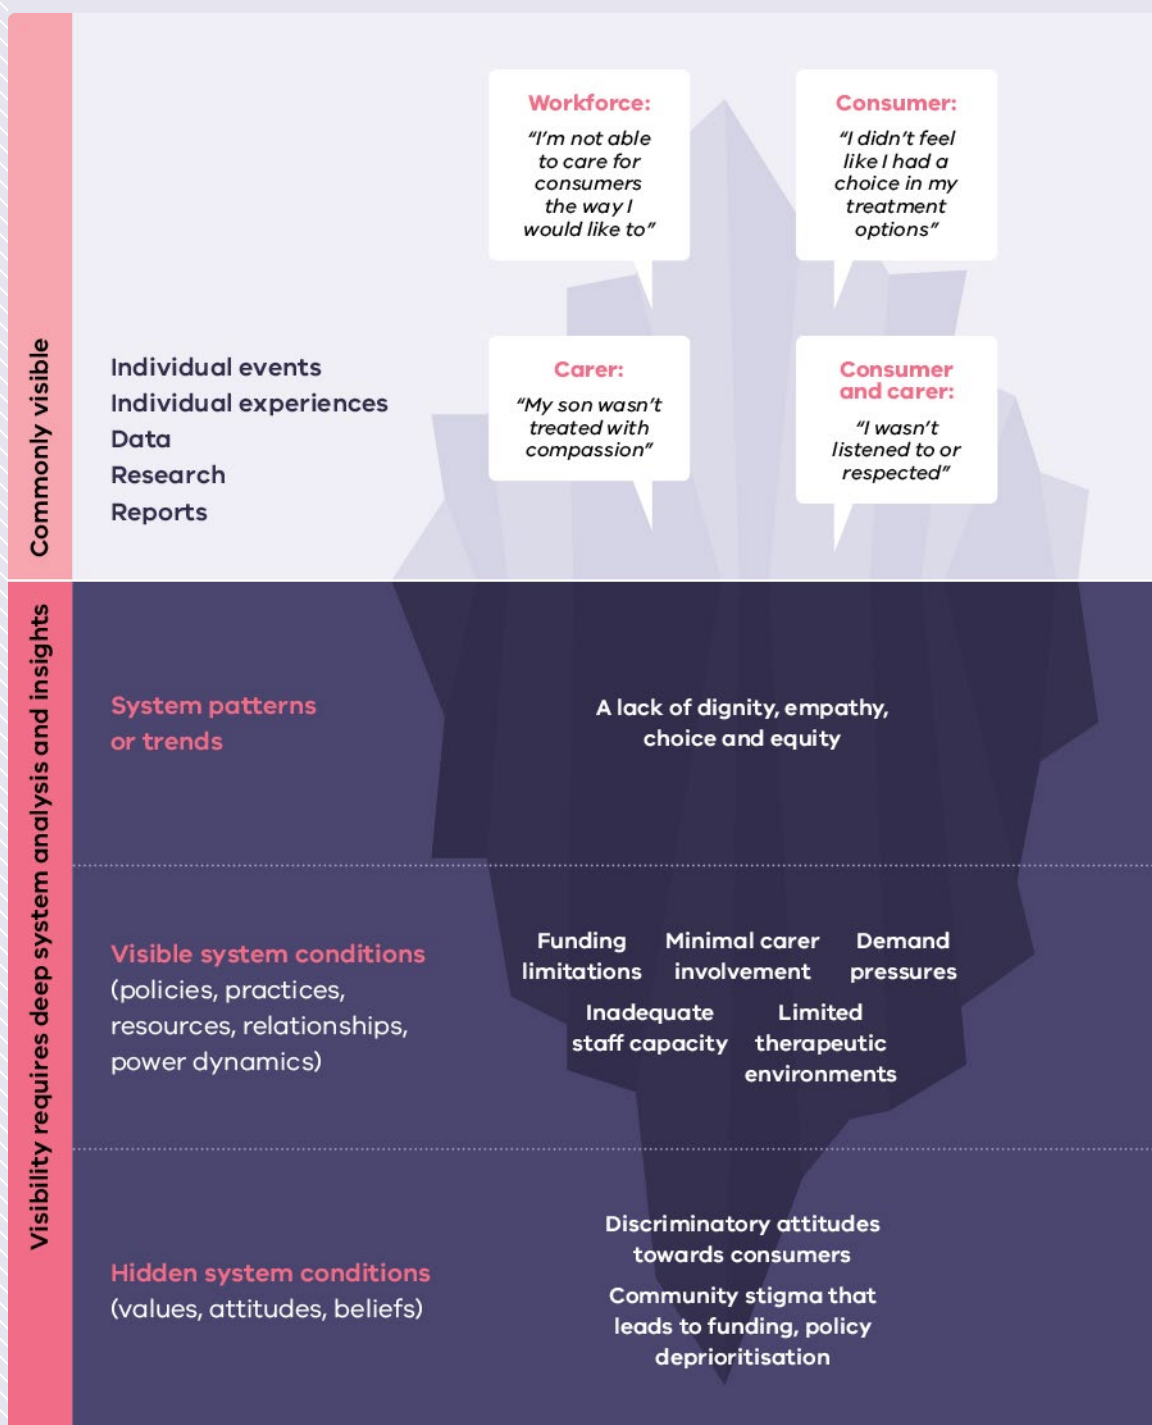 Commonly visible
Individual events
Individual experiences
Data
Research
Reports
Workforce:
“I’m not able
to care for
consumers
the way I
would like to”
Consumer:
“I didn’t feel
like I had a
choice in my
treatment
options”
Carer:
“My son wasn’t
treated with
compassion”
Consumer
and carer:
“I wasn’t
listened to or
respected”
Visibility requires deep system analysis and insights
System patterns
or trends
A lack of dignity, empathy,
choice and equity
Visible system conditions
(policies, practices,
resources, relationships,
power dynamics)
Funding
limitations
Minimal carer
involvement
Demand
pressures
Inadequate
staff capacity
Limited
therapeutic
environments
Hidden system conditions
(values, attitudes, beliefs)
Discriminatory attitudes
towards consumers
Community stigma that
leads to funding, policy
deprioritisation